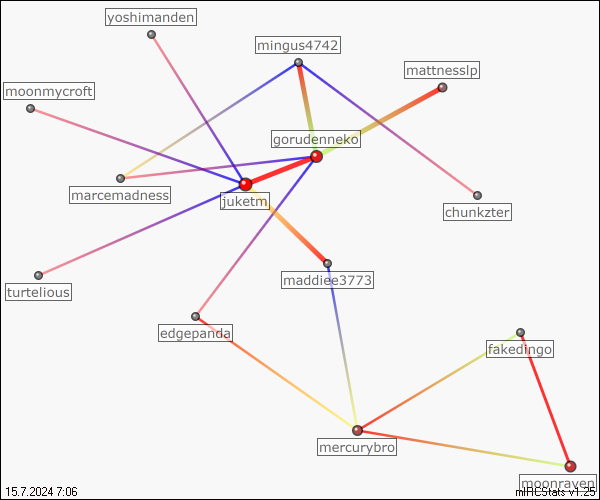 yoshimanden
mingus4742
mattnesslp
moonmycroft
gorudenneko
marcemadness
juketm
chunkzter
maddiee3773
turtelious
edgepanda
fakedingo
mercurybro
moonraven
15.7.2024 7:06
mIRCStats v1.25